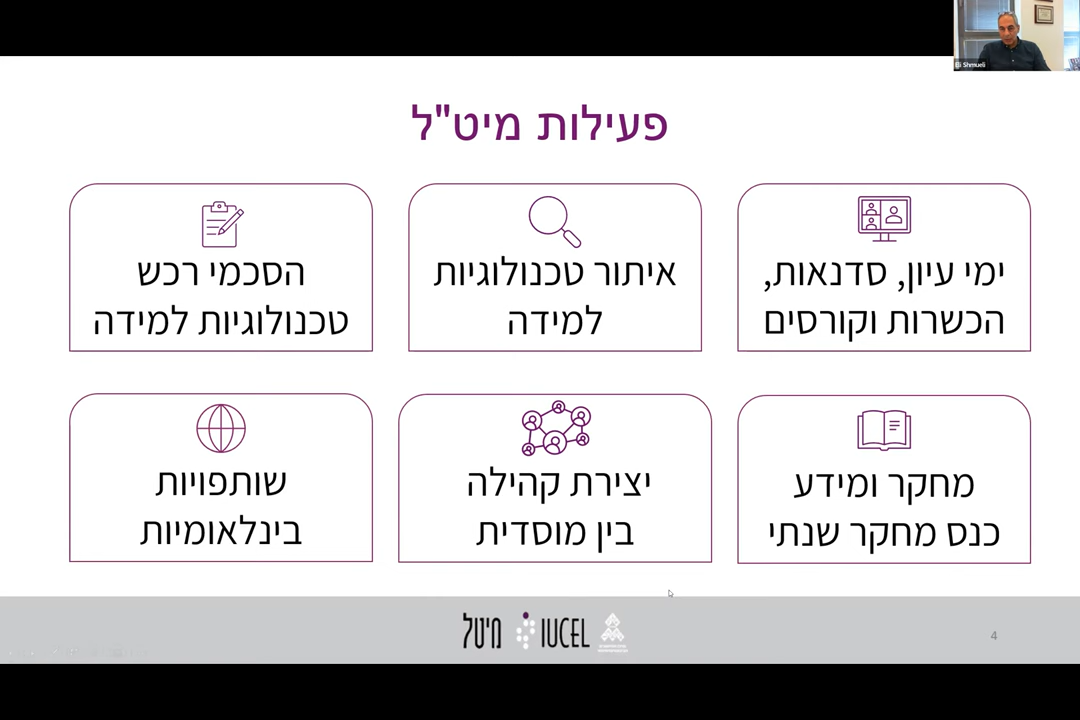 Eli Shmueli
פעילות מיט"ל
ימי עיון, סדנאות,
הכשרות וקורסים
איתור טכנולוגיות
למידה
הסכמי רכש
טכנולוגיות למידה
מחקר ומידע
כנס מחקר שנתי
יצירת קהילה
בין מוסדית
שותפויות
בינלאומיות
מיטל IUCEL
4